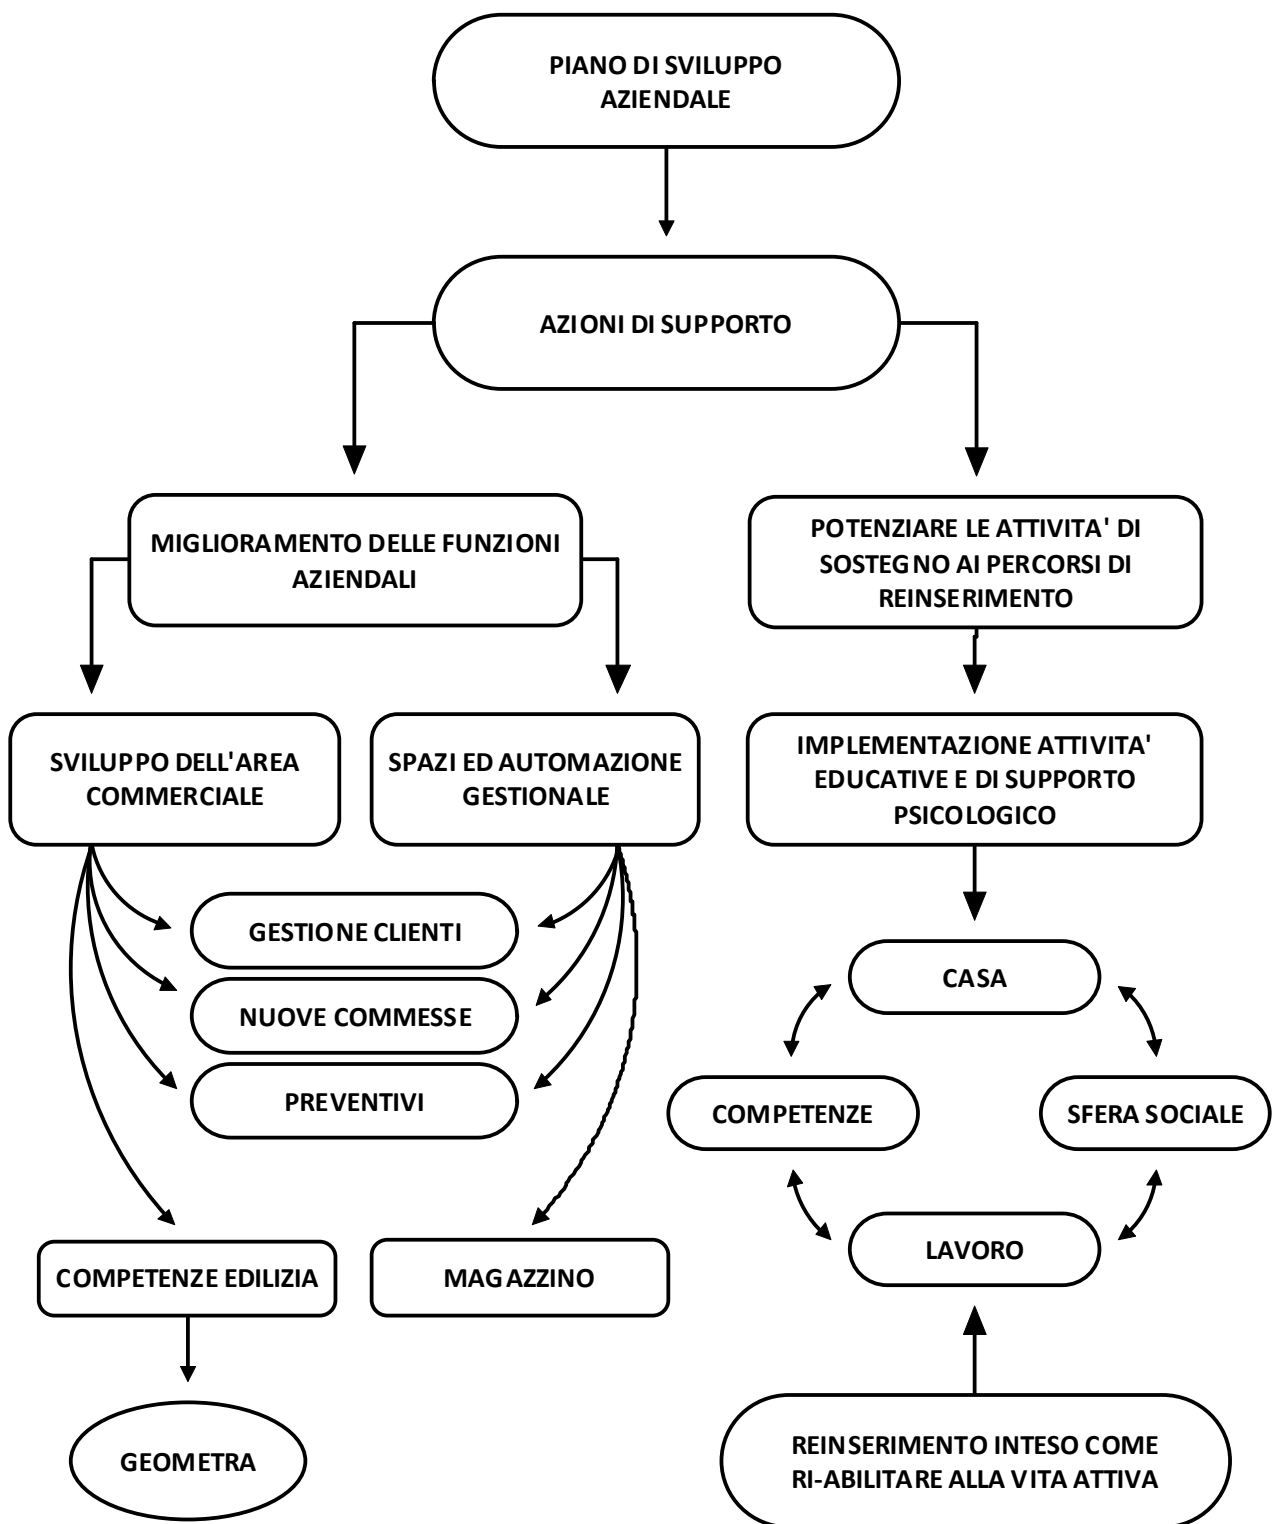 PIANO DI SVILUPPO
AZIENDALE
AZIONI DI SUPPORTO
MIGLIORAMENTO DELLE FUNZIONI
AZIENDALI
POTENZIARE LE ATTIVITA' DI
SOSTEGNO AI PERCORSI DI
REINSERIMENTO
SVILUPPO DELL'AREA
COMMERCIALE
SPAZI ED AUTOMAZIONE
GESTIONALE
IMPLEMENTAZIONE ATTIVITA'
EDUCATIVE E DI SUPPORTO
PSICOLOGICO
GESTIONE CLIENTI
NUOVE COMMESSE
PREVENTIVI
CASA
COMPETENZE
SFERA SOCIALE
LAVORO
COMPETENZE EDILIZIA
MAGAZZINO
GEOMETRA
REINSERIMENTO INTESO COME
RI-ABILITARE ALLA VITA ATTIVA